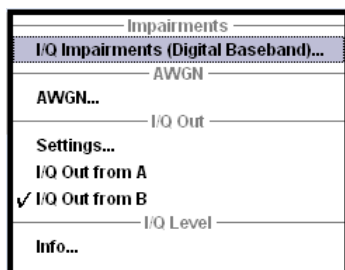 Impairments
I/Q Impairments (Digital Baseband)...
AWGN
AWGN...
I/Q Out
Settings...
I/Q Out from A
I/Q Out from B
I/Q Level
Info...